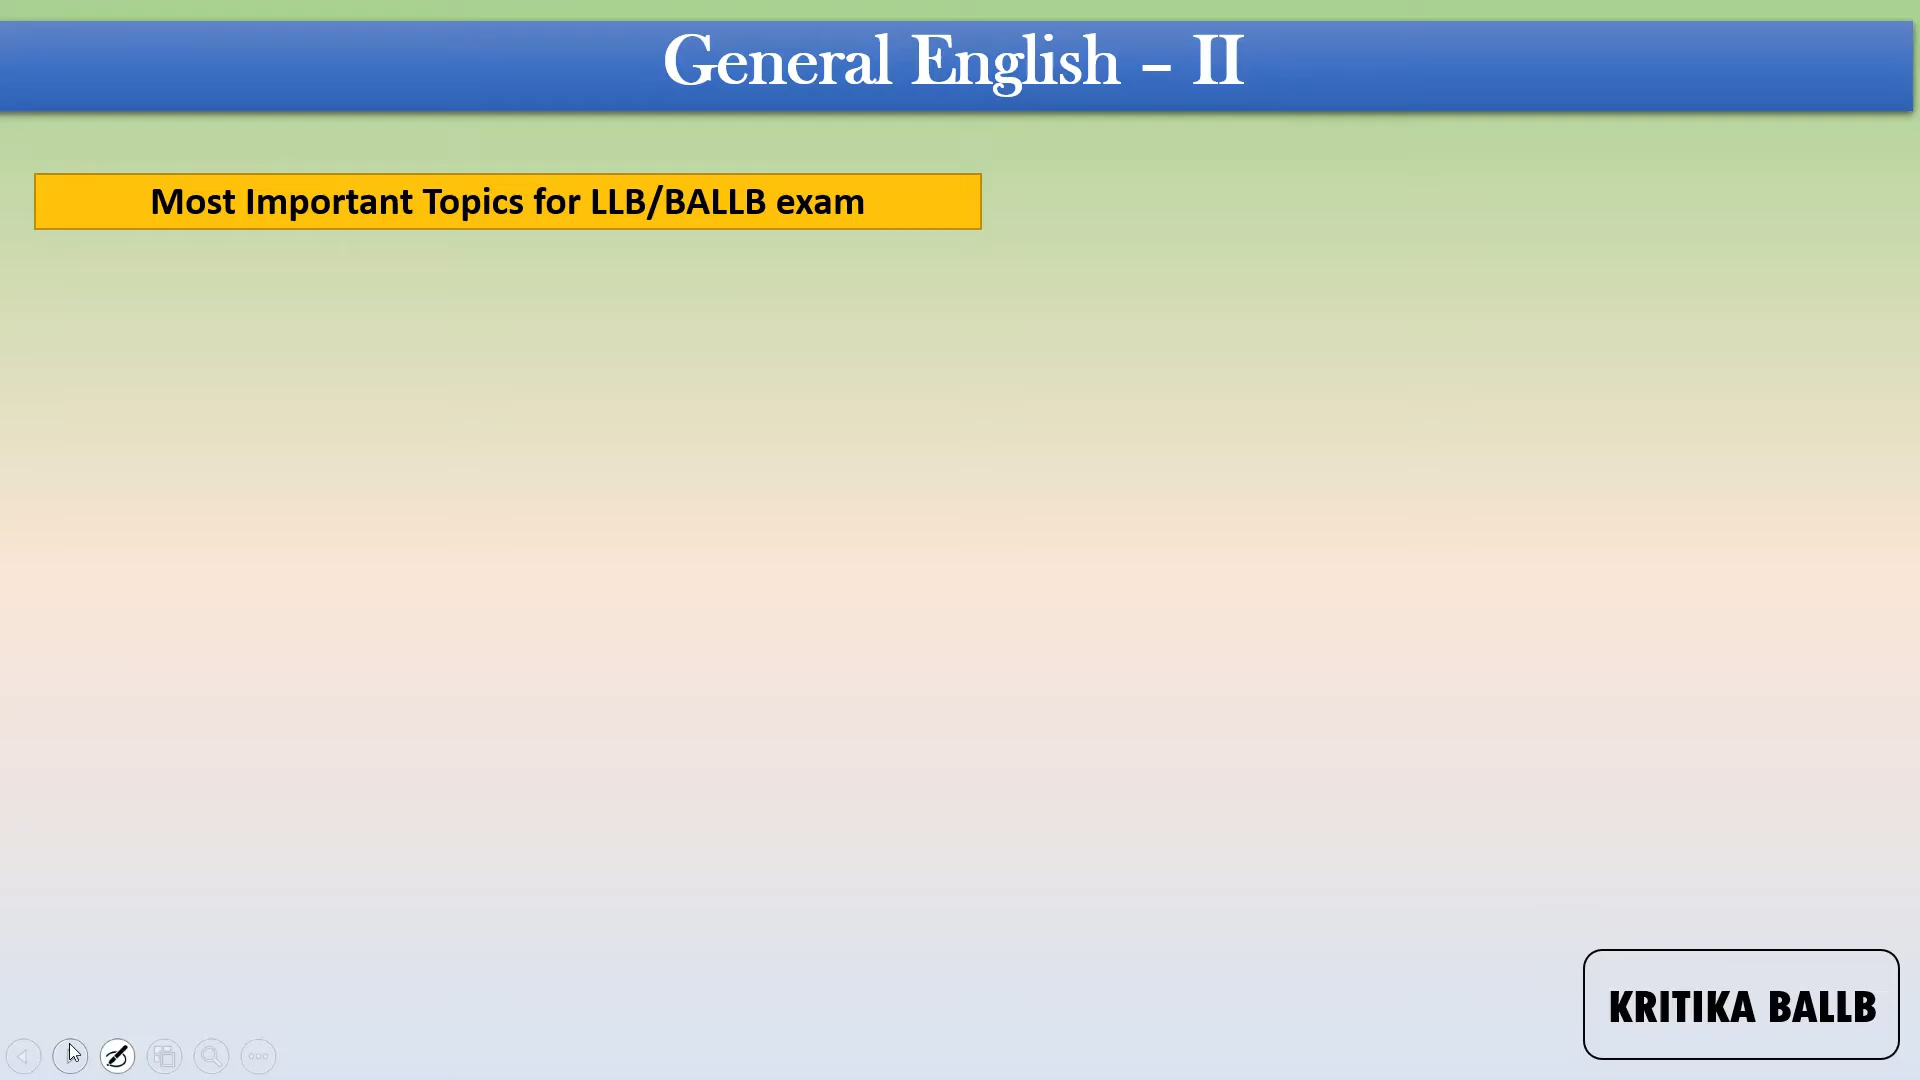 General English – II
Most Important Topics for LLB/BALLB exam
KRITIKA BALLB